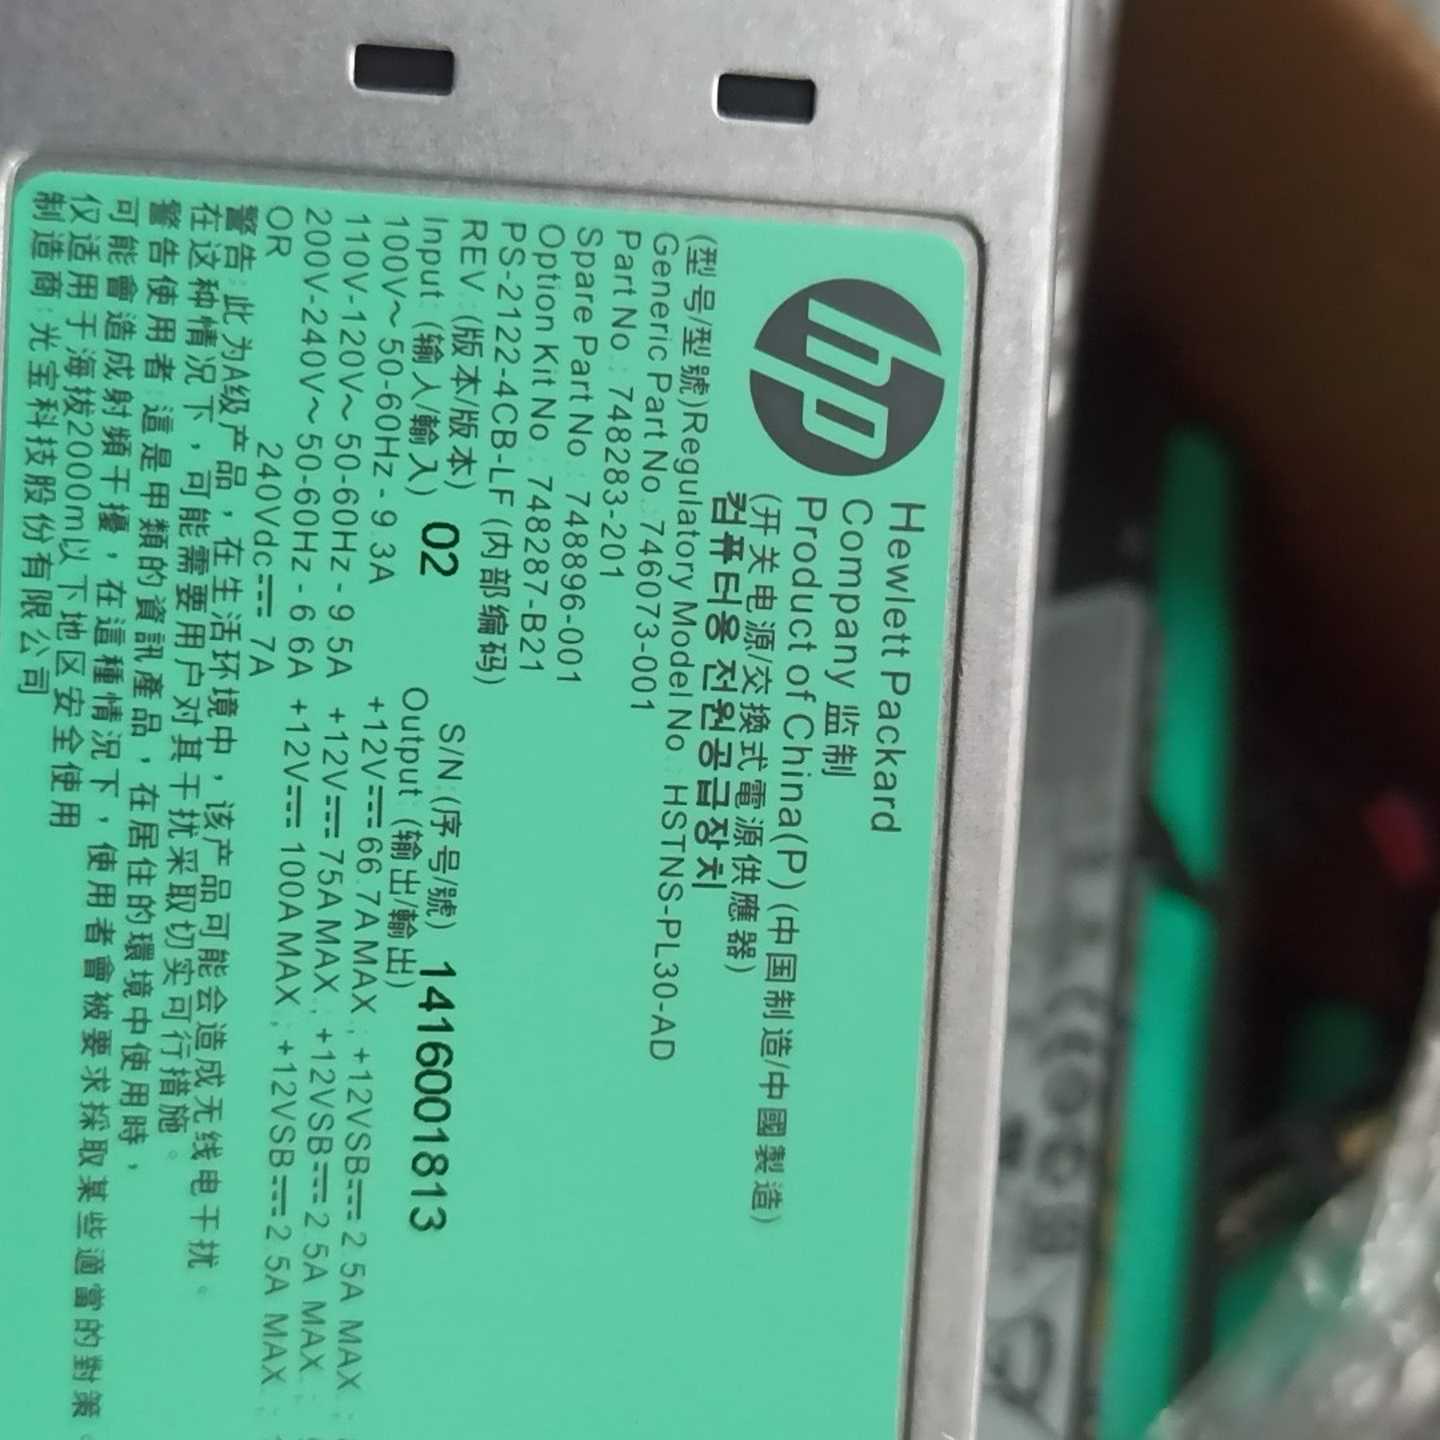 hp
Hewlett Packard
Company 监制
Product of China(P) (中国制造/中國製造)
(开关电源/交換式電源供應器)
컴퓨터용 전원공급장치
(型号/型號)Regulatory Model No.: HSTNS-PL30-AD
Generic Part No.:746073-001
Part No.: 748283-201
Spare Part No.: 748896-001
Option Kit No.: 748287-B21
PS-2122-4CB-LF (内部编码)
REV: (版本/版本) 02 S/N: (序号/號) 1416001813
Input: (输入/輸入) Output: (输出/輸出)
100V～50-60Hz - 9.3A +12V⎓66.7A MAX ; +12VSB⎓2.5A MAX ;
110V-120V～50-60Hz - 9.5A +12V⎓75A MAX ; +12VSB⎓2.5A MAX ;
200V-240V～50-60Hz - 6.6A +12V⎓100A MAX ; +12VSB⎓2.5A MAX ;
OR 240Vdc⎓7A
警告:此为A级产品，在生活环境中，该产品可能会造成无线电干扰。
在这种情况下，可能需要用户对其干扰采取切实可行措施。
警告使用者:這是甲類的資訊產品，在居住的環境中使用時，
可能會造成射頻干擾，在這種情況下，使用者會被要求採取某些適當的對策。
仅适用于海拔2000m以下地区安全使用
制造商:光宝科技股份有限公司